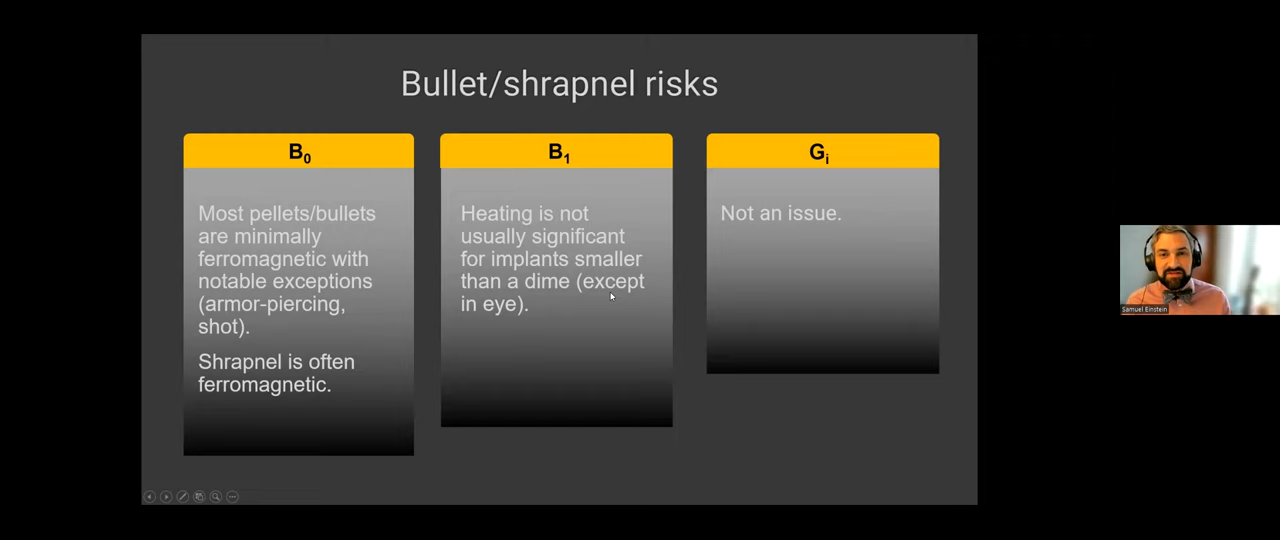 Bullet/shrapnel risks
B₀
Most pellets/bullets
are minimally
ferromagnetic with
notable exceptions
(armor-piercing,
shot).
Shrapnel is often
ferromagnetic.
B₁
Heating is not
usually significant
for implants smaller
than a dime (except
in eye).
Gᵢ
Not an issue.
Samuel Einstein